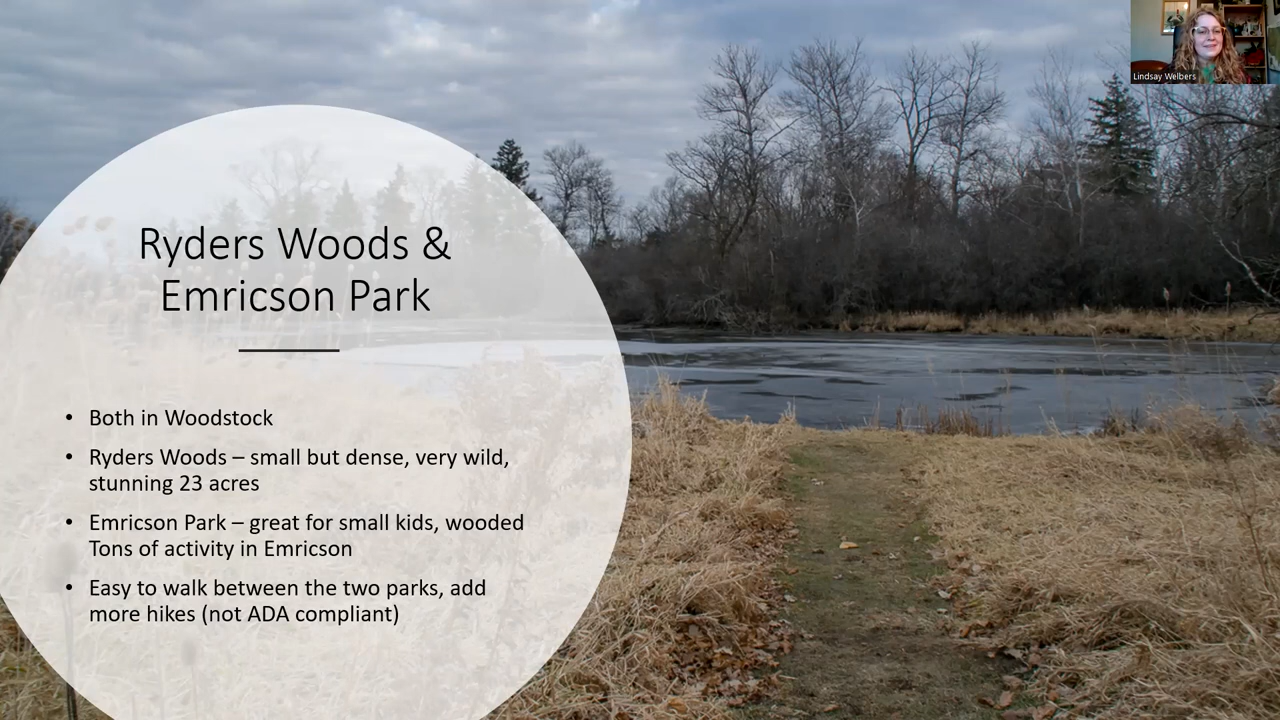 Lindsay Welbers
Ryders Woods &
Emricson Park
• Both in Woodstock
• Ryders Woods – small but dense, very wild,
stunning 23 acres
• Emricson Park – great for small kids, wooded
Tons of activity in Emricson
• Easy to walk between the two parks, add
more hikes (not ADA compliant)